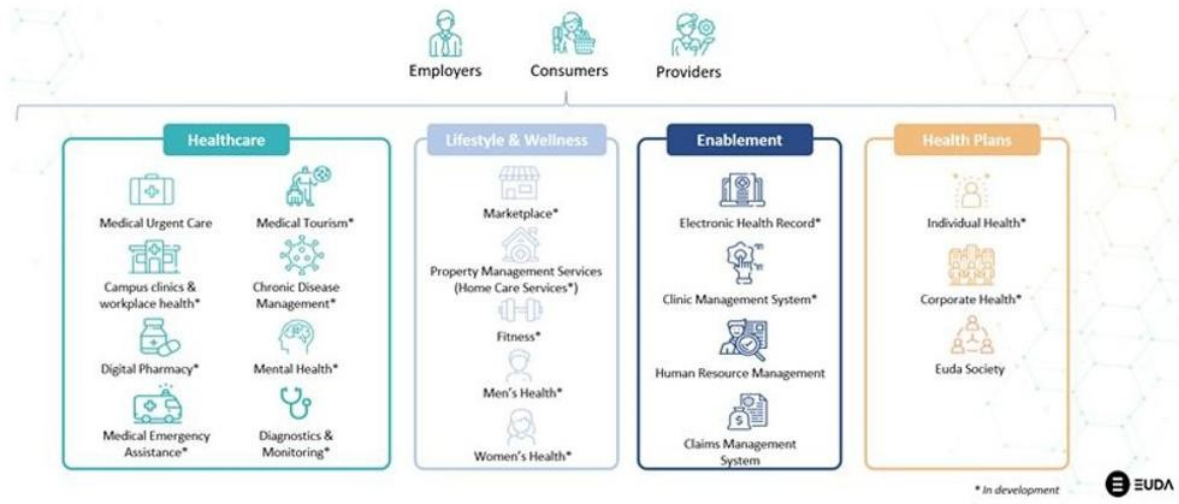 Employers
Consumers
Providers
Healthcare
Medical Urgent Care
Medical Tourism*
Campus clinics &
workplace health*
Chronic Disease
Management*
Digital Pharmacy*
Mental Health*
Medical Emergency
Assistance*
Diagnostics &
Monitoring*
Lifestyle & Wellness
Marketplace*
Property Management Services
(Home Care Services*)
Fitness*
Men's Health*
Women's Health*
Enablement
Electronic Health Record*
Clinic Management System*
Human Resource Management
Claims Management
System
Health Plans
Individual Health*
Corporate Health*
Euda Society
* In development
EUDA